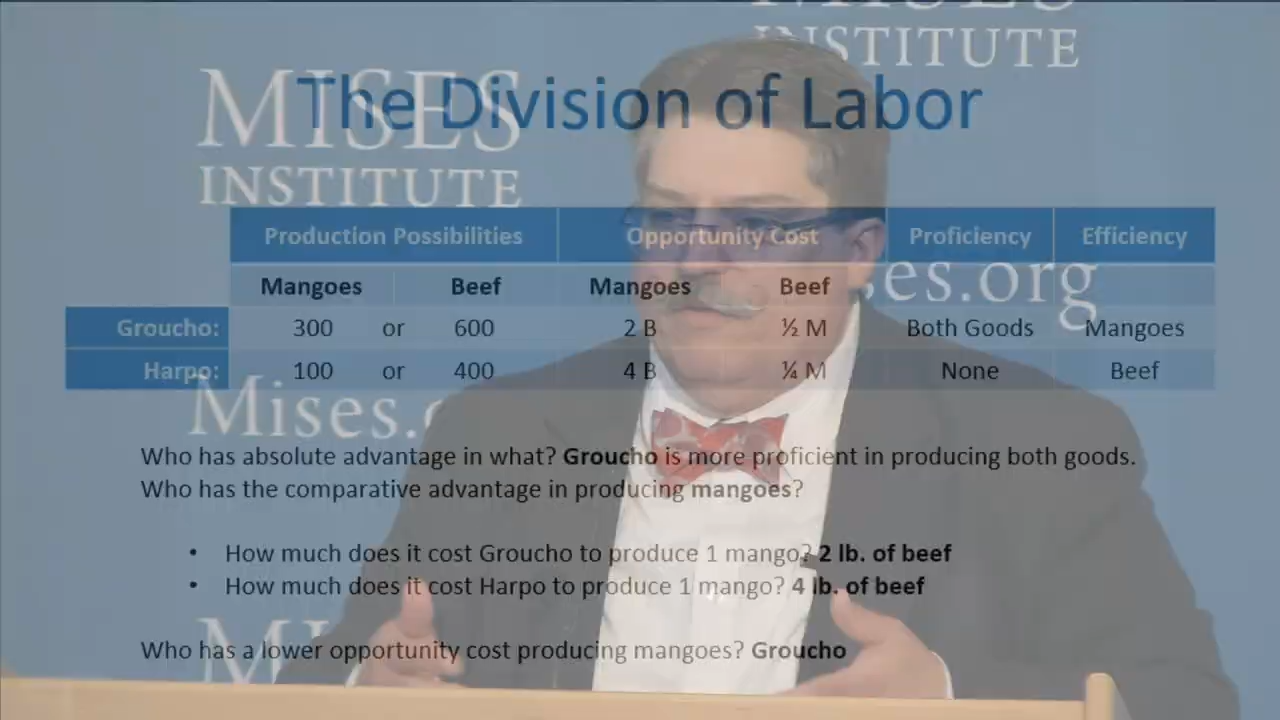 MISES
INSTITUTE
The Division of Labor
MISES
INSTITUTE
Production Possibilities Opportunity Cost Proficiency Efficiency
es.org
Mangoes Beef Mangoes Beef
Groucho: 300 or 600 2 B ½ M Both Goods Mangoes
Harpo: 100 or 400 4 B ¼ M None Beef
Mises.
Who has absolute advantage in what? Groucho is more proficient in producing both goods.
Who has the comparative advantage in producing mangoes?
• How much does it cost Groucho to produce 1 mango? 2 lb. of beef
• How much does it cost Harpo to produce 1 mango? 4 lb. of beef
Who has a lower opportunity cost producing mangoes? Groucho